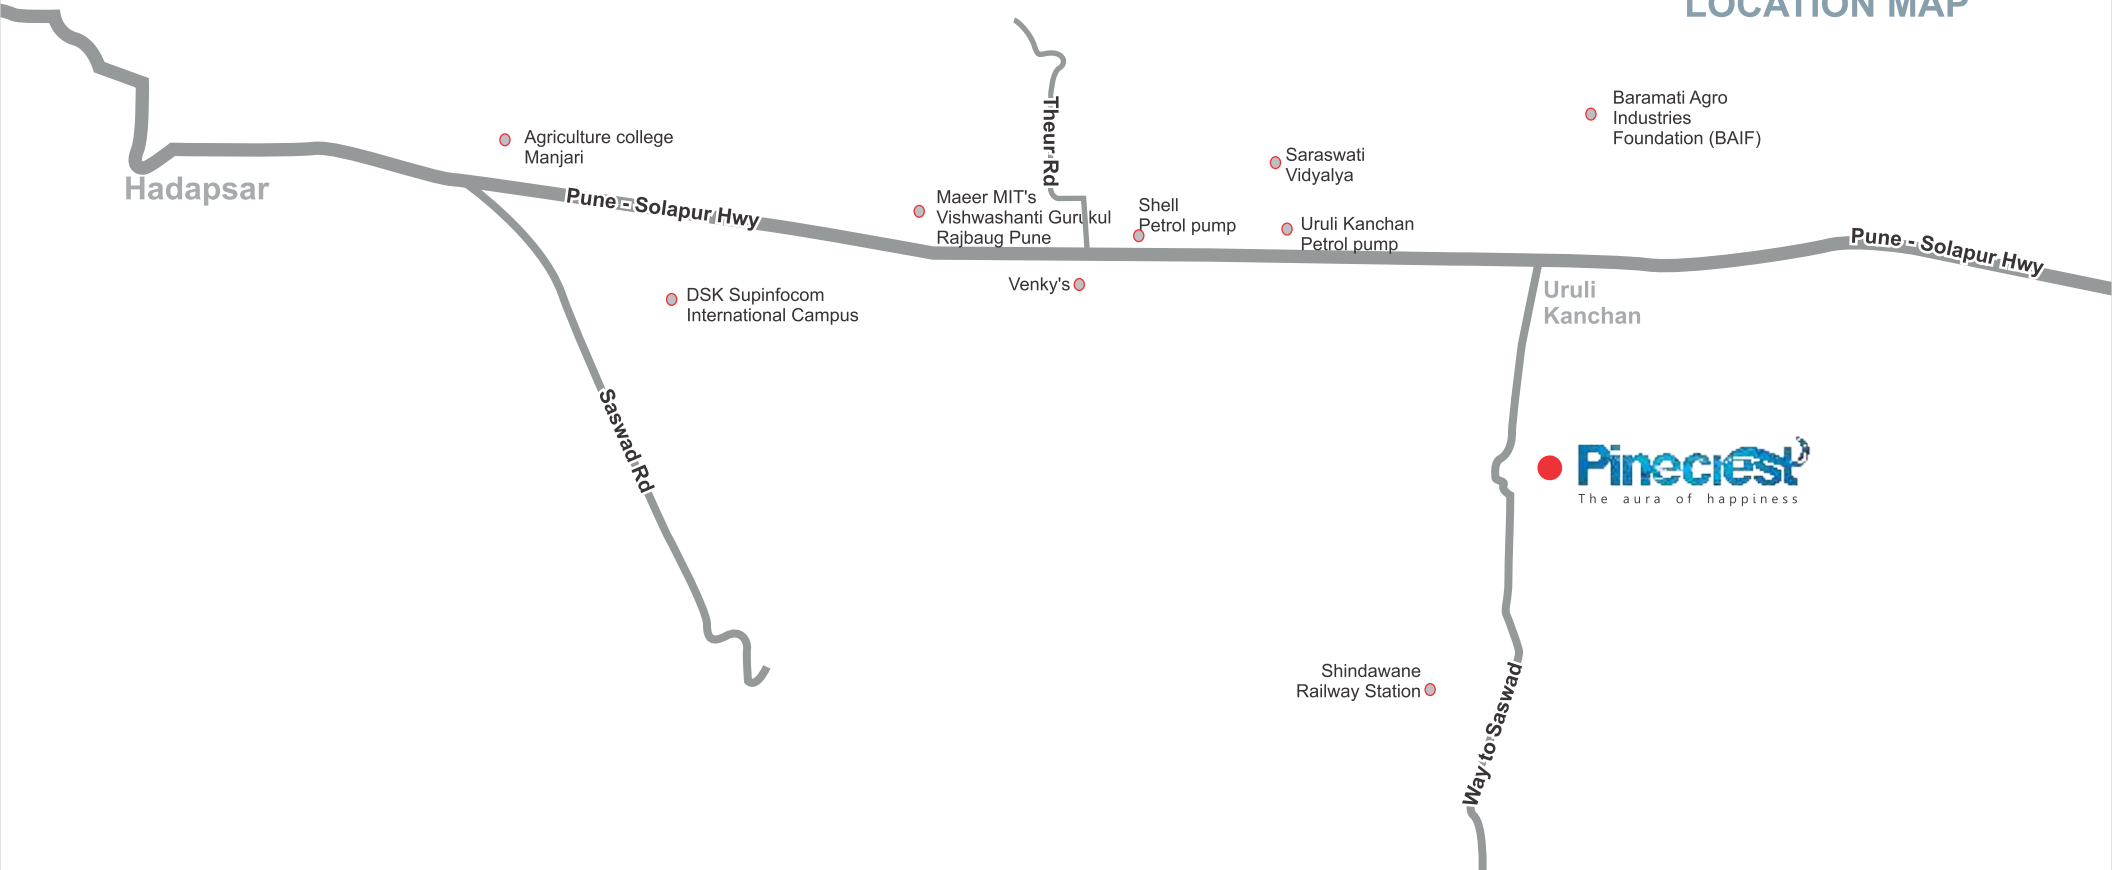 LOCATION MAP
Baramati Agro
Industries
Foundation (BAIF)
Agriculture college
Manjari
Theur Rd
Saraswati
Vidyalya
Hadapsar
Pune - Solapur Hwy
Maeer MIT's
Vishwashanti Gurukul
Rajbaug Pune
Shell
Petrol pump
Uruli Kanchan
Petrol pump
Pune - Solapur Hwy
Venky's
DSK Supinfocom
International Campus
Uruli
Kanchan
Saswad Rd
Pinecrest
The aura of happiness
Shindawane
Railway Station
Way to Saswad